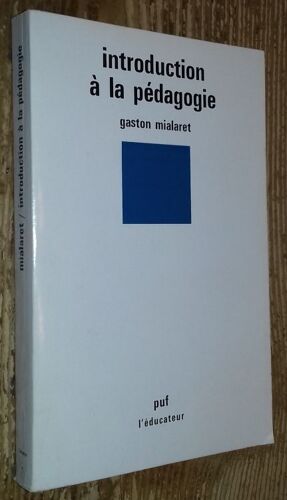 introduction
à la pédagogie
gaston mialaret
puf
l'éducateur
mialaret / introduction à la pédagogie